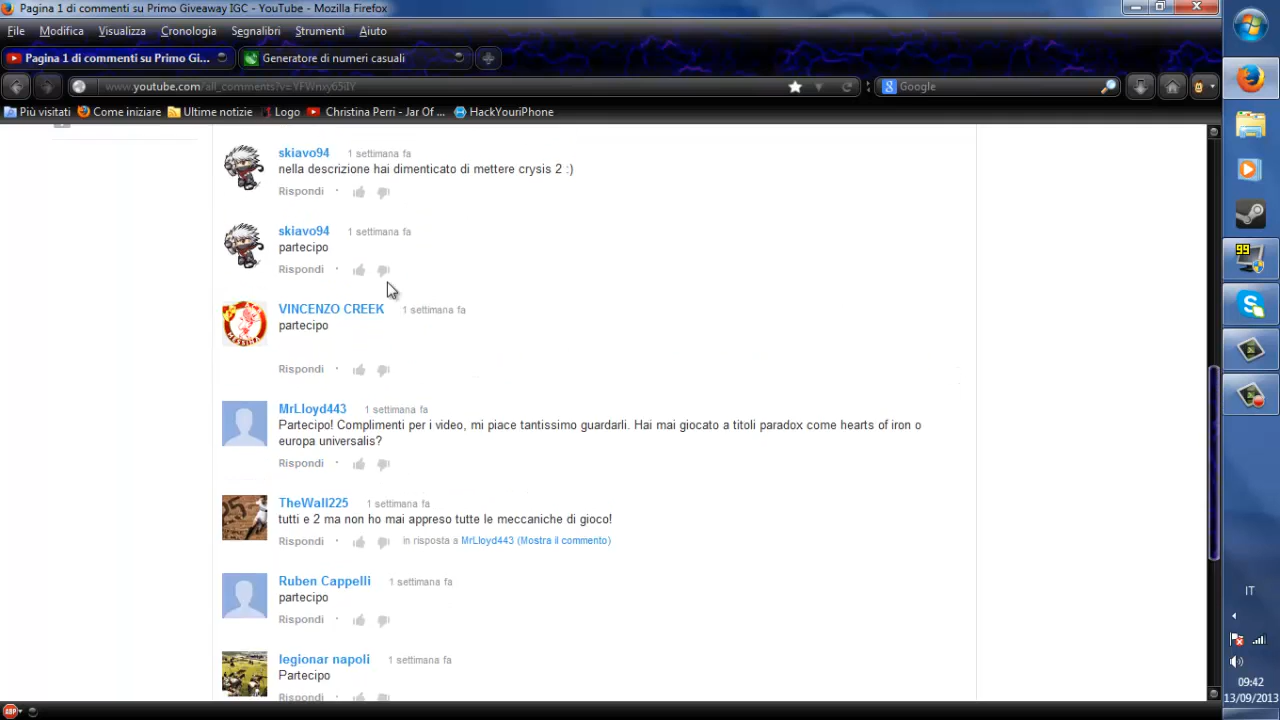 Pagina 1 di commenti su Primo Giveaway IGC - YouTube - Mozilla Firefox
File Modifica Visualizza Cronologia Segnalibri Strumenti Aiuto
Pagina 1 di commenti su Primo Gi... Generatore di numeri casuali
Google
Più visitati Come iniziare Ultime notizie Logo Christina Perri - Jar Of ... HackYouriPhone
skiavo94 1 settimana fa
nella descrizione hai dimenticato di mettere crysis 2 :)
Rispondi
skiavo94 1 settimana fa
partecipo
Rispondi
VINCENZO CREEK 1 settimana fa
partecipo
Rispondi
MrLloyd443 1 settimana fa
Partecipo! Complimenti per i video, mi piace tantissimo guardarli. Hai mai giocato a titoli paradox come hearts of iron o
europa universalis?
Rispondi
TheWall225 1 settimana fa
tutti e 2 ma non ho mai appreso tutte le meccaniche di gioco!
Rispondi in risposta a MrLloyd443 (Mostra il commento)
Ruben Cappelli 1 settimana fa
partecipo
Rispondi
legionar napoli 1 settimana fa
Partecipo
Rispondi
99
IT
09:42
13/09/2013
ABP